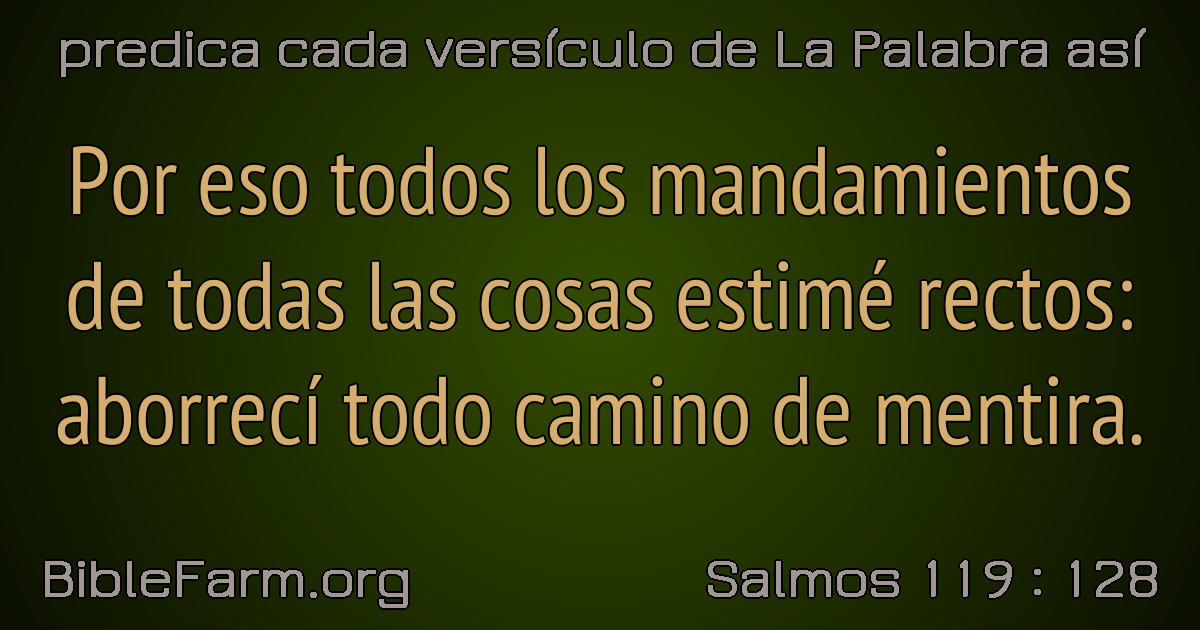 predica cada versículo de La Palabra así
Por eso todos los mandamientos
de todas las cosas estimé rectos:
aborrecí todo camino de mentira.
BibleFarm.org
Salmos 119 : 128